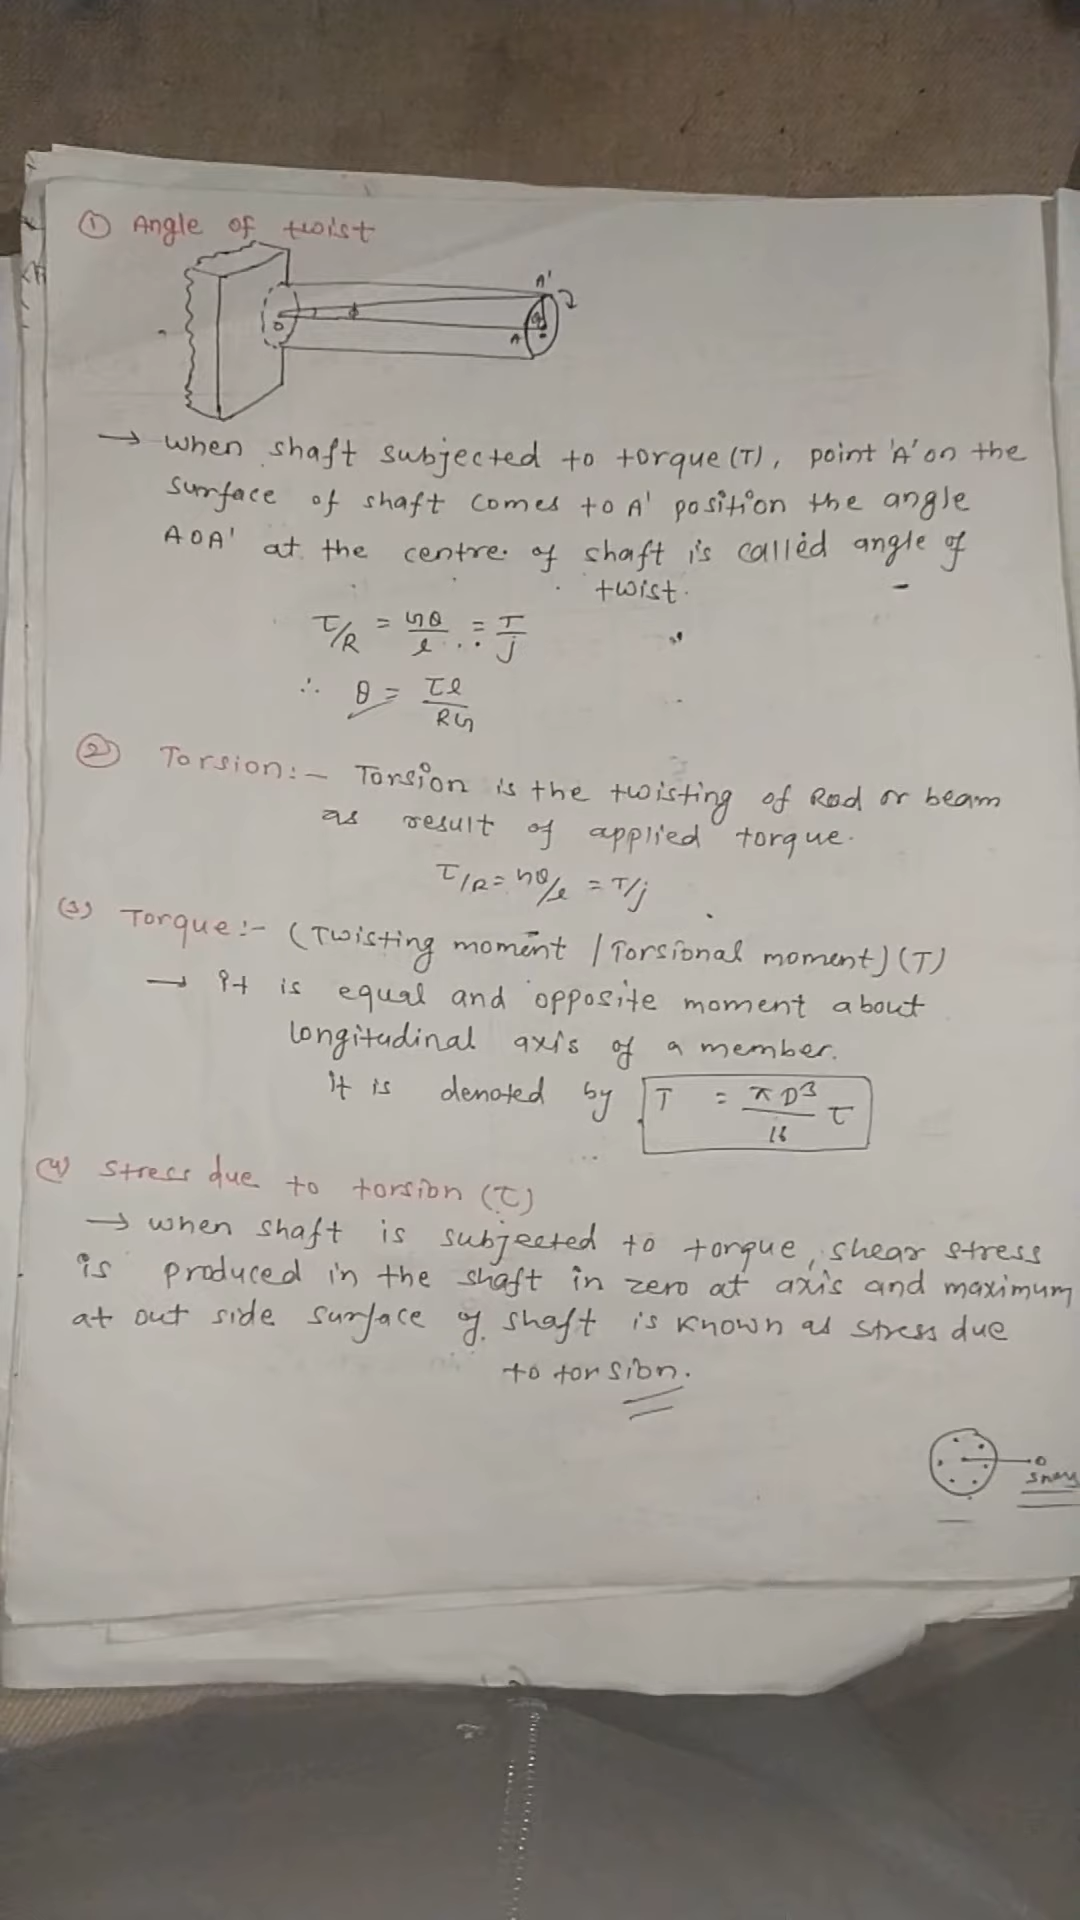 ① Angle of twist
A'
ϕ
O
θ
A
→ when shaft subjected to torque (T), point 'A' on the
surface of shaft comes to A' position the angle
AOA' at the centre of shaft is called angle of
twist.
τ/R = Gθ/l = T/j
∴ θ = τl/RG
② Torsion:- Torsion is the twisting of Rod or beam
as result of applied torque.
τ/R = Gθ/l = T/j
(3) Torque:- (Twisting moment / Torsional moment) (T)
→ it is equal and opposite moment about
longitudinal axis of a member.
it is denoted by T = πD³/16 τ
(4) Stress due to torsion (τ)
→ when shaft is subjected to torque, shear stress
is produced in the shaft in zero at axis and maximum
at out side surface of shaft is known as stress due
to torsion.